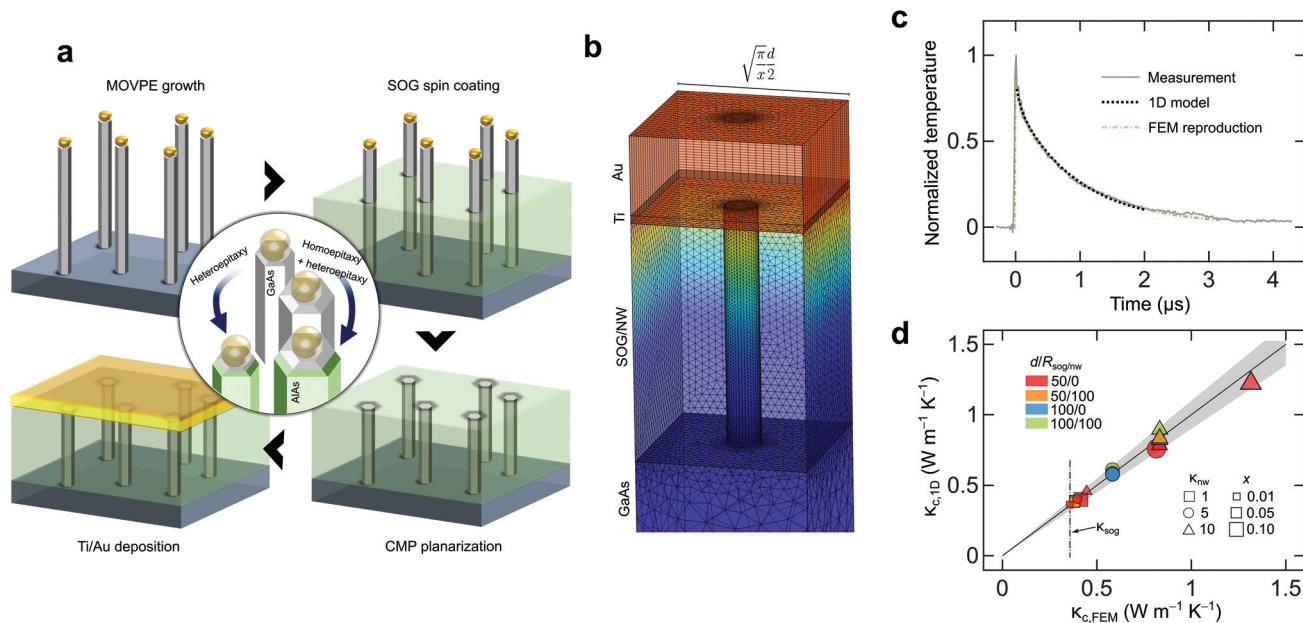 a
MOVPE growth
SOG spin coating
Heteroepitaxy
GaAs
Homoepitaxy
+ heteroepitaxy
AlAs
Ti/Au deposition
CMP planarization
b
√(π/x) d/2
Au
Ti
SOG/NW
GaAs
c
Normalized temperature
1
0.5
0
Measurement
1D model
FEM reproduction
0 1 2 3 4
Time (µs)
d
κc,1D (W m⁻¹ K⁻¹)
1.5
1
0.5
0
d/Rsog/nw
50/0
50/100
100/0
100/100
κsog
κnw x
1 0.01
5 0.05
10 0.10
0 0.5 1 1.5
κc,FEM (W m⁻¹ K⁻¹)